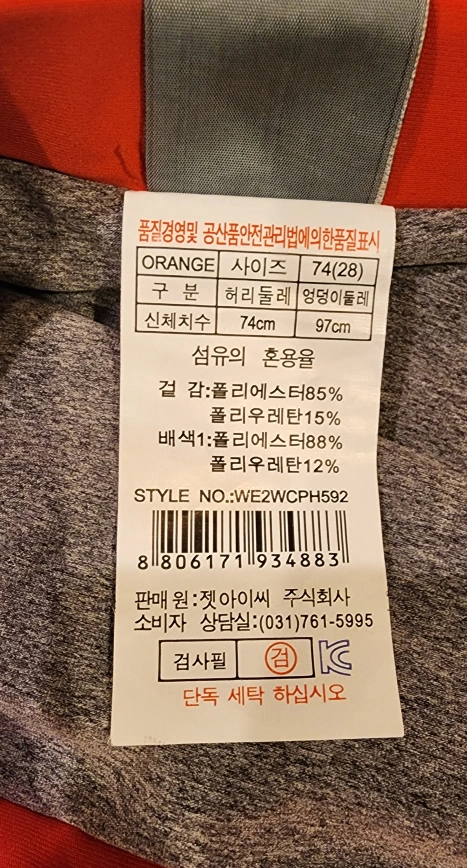 품질경영및 공산품안전관리법에의한품질표시
ORANGE 사이즈 74(28)
구 분 허리둘레 엉덩이둘레
신체치수 74cm 97cm
섬유의 혼용율
겉 감:폴리에스터85%
폴리우레탄15%
배색1:폴리에스터88%
폴리우레탄12%
STYLE NO.:WE2WCPH592
8 806171 934883
판매원:젯아이씨 주식회사
소비자 상담실:(031)761-5995
검사필 검 KC
단독 세탁 하십시오